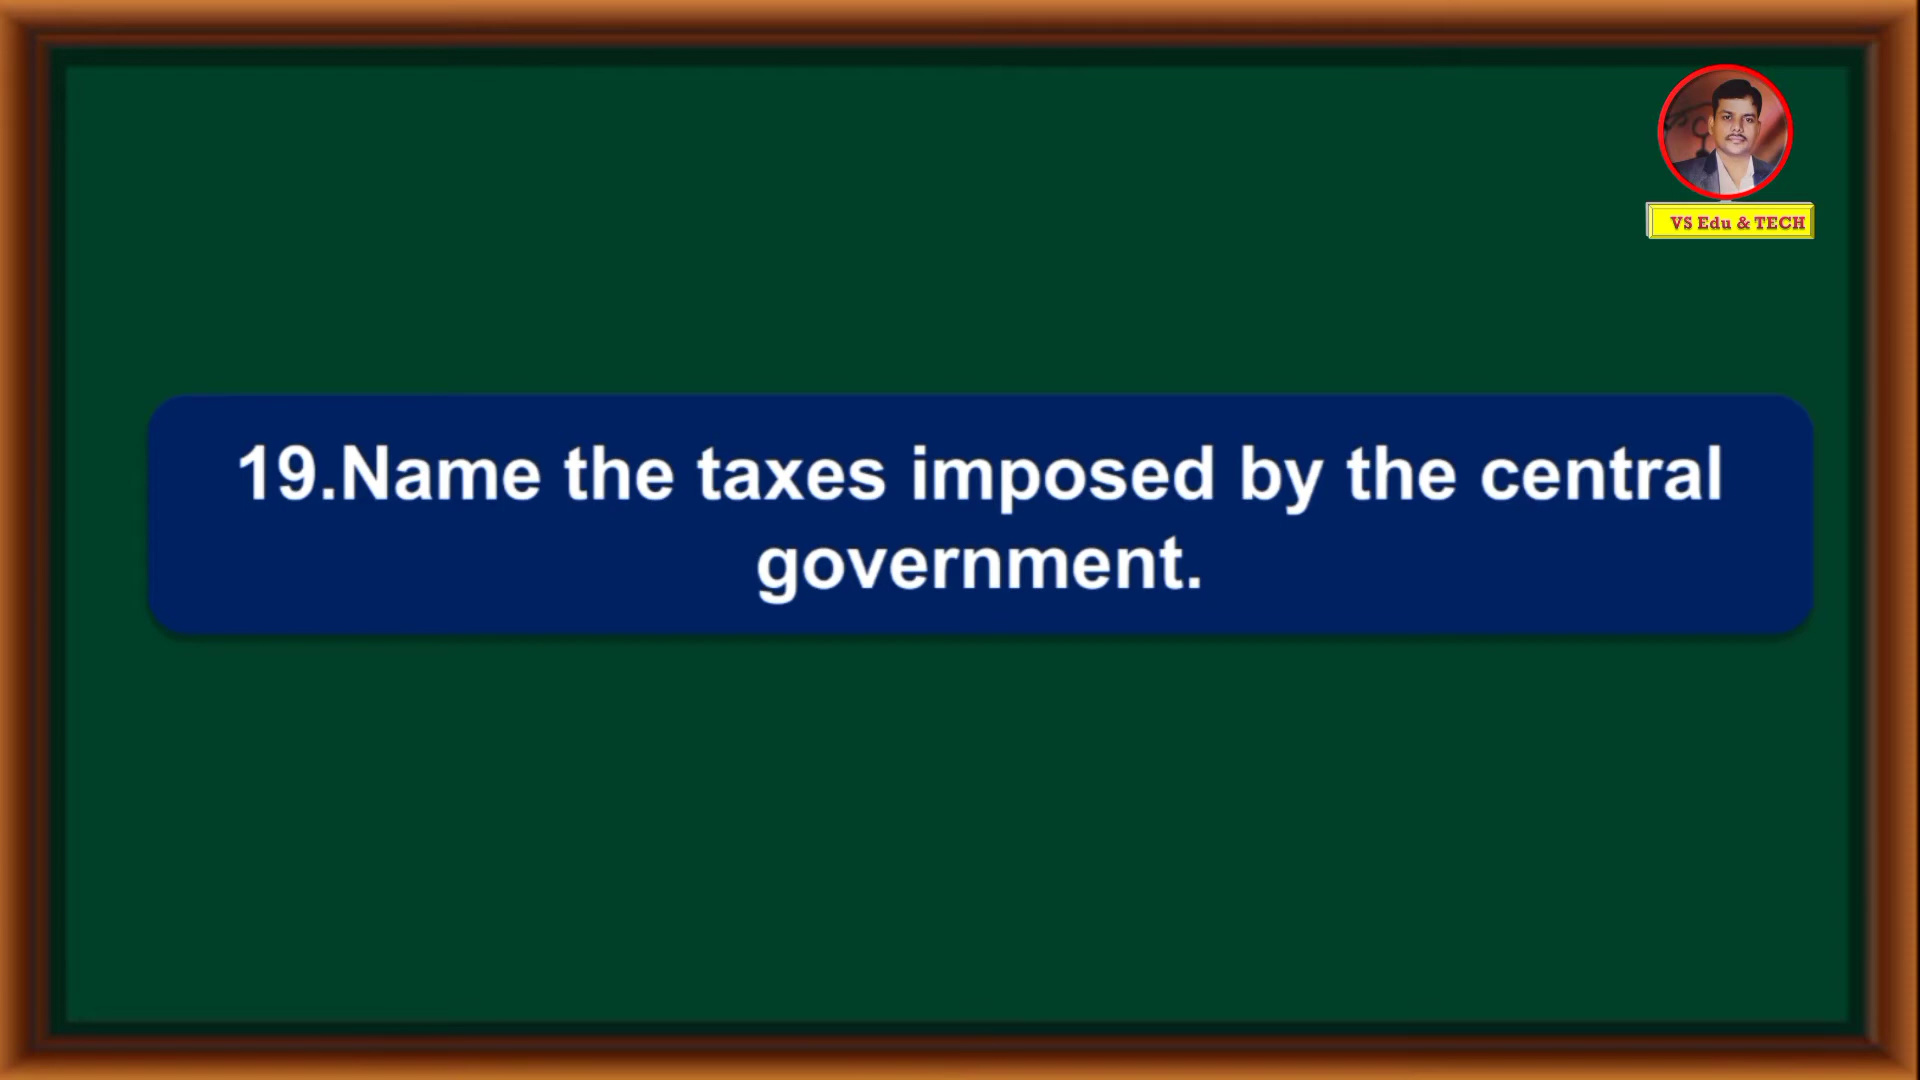 VS Edu & TECH
19.Name the taxes imposed by the central
government.